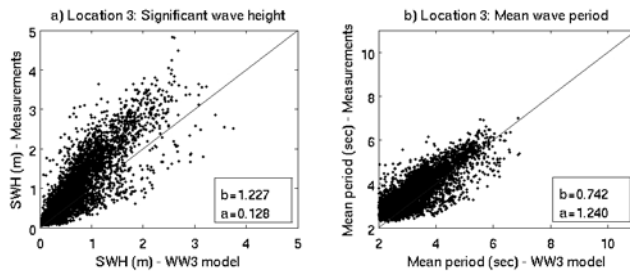 a) Location 3: Significant wave height
5
4
3
2
1
0
0 1 2 3 4 5
SWH (m) - Measurements
SWH (m) - WW3 model
b=1.227
a=0.128
b) Location 3: Mean wave period
10
8
6
4
2
2 4 6 8 10
Mean period (sec) - Measurements
Mean period (sec) - WW3 model
b=0.742
a=1.240